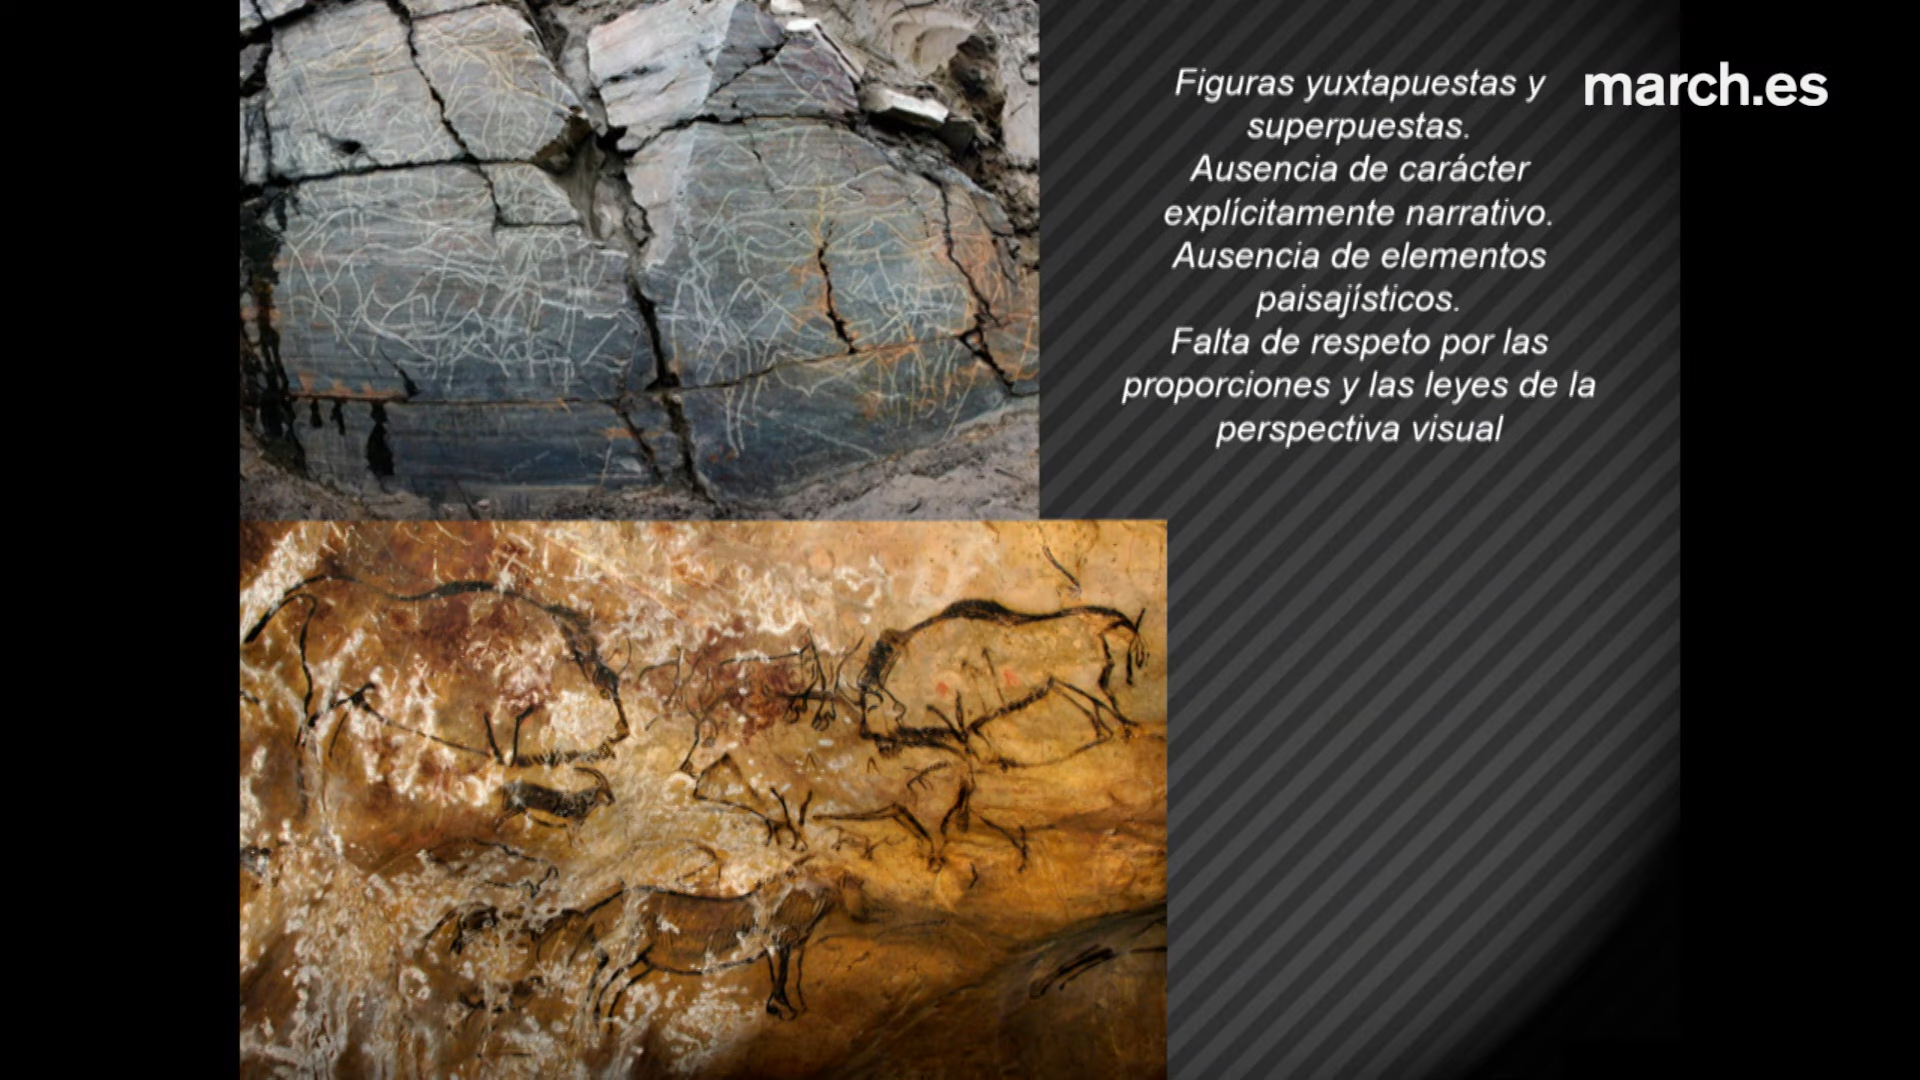 Figuras yuxtapuestas y
superpuestas.
Ausencia de carácter
explícitamente narrativo.
Ausencia de elementos
paisajísticos.
Falta de respeto por las
proporciones y las leyes de la
perspectiva visual
march.es